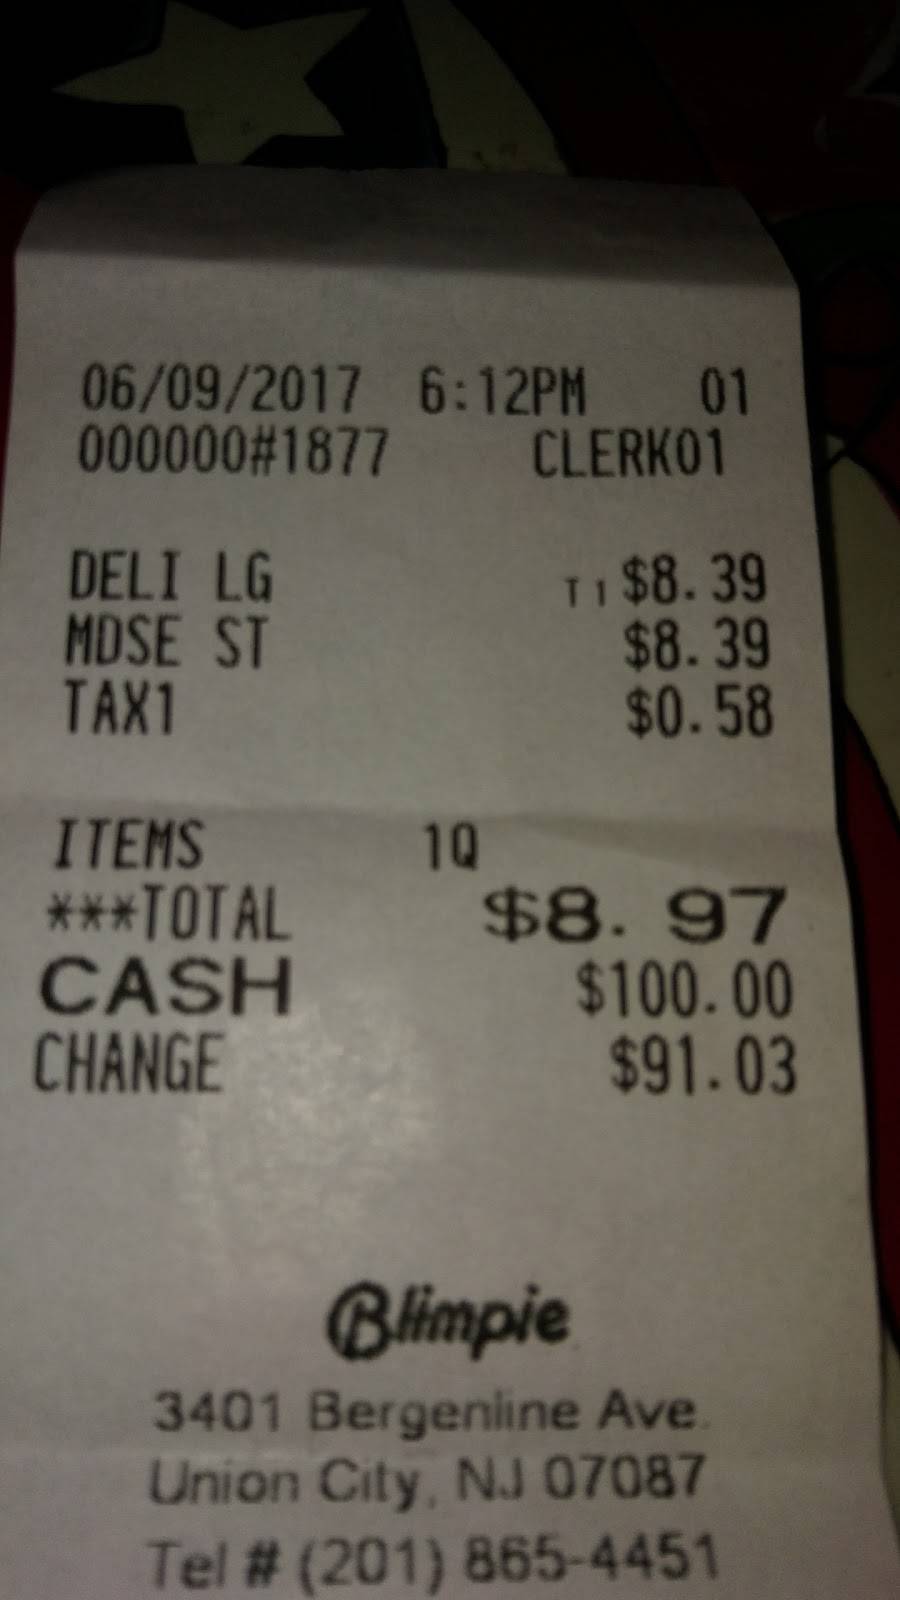 06/09/2017 6:12PM 01
000000#1877 CLERK01
DELI LG T1 $8.39
MDSE ST $8.39
TAX1 $0.58
ITEMS 1Q
***TOTAL $8.97
CASH $100.00
CHANGE $91.03
Blimpie
3401 Bergenline Ave.
Union City, NJ 07087
Tel # (201) 865-4451